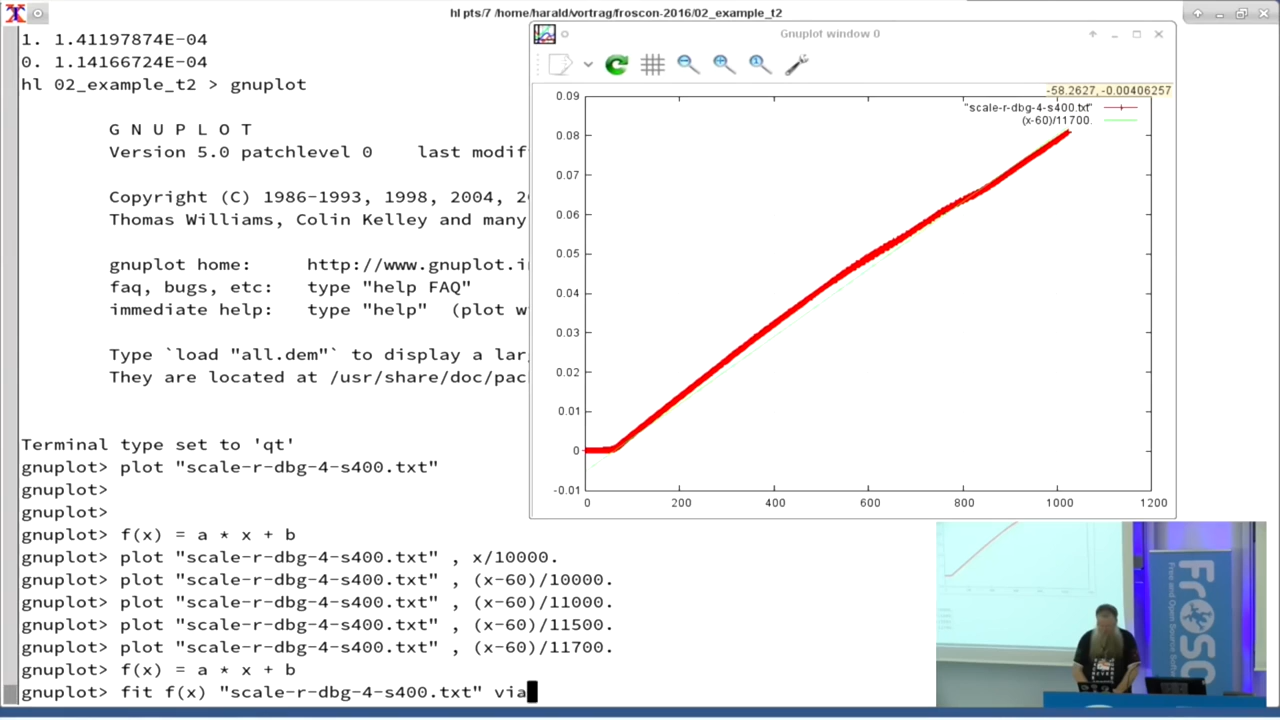 hl pts/7 /home/harald/vortrag/froscon-2016/02_example_t2
1. 1.41197874E-04
0. 1.14166724E-04
hl 02_example_t2 > gnuplot
G N U P L O T
Version 5.0 patchlevel 0    last modif
Copyright (C) 1986-1993, 1998, 2004, 2
Thomas Williams, Colin Kelley and many
gnuplot home:     http://www.gnuplot.i
faq, bugs, etc:   type "help FAQ"
immediate help:   type "help"  (plot w
Type `load "all.dem"` to display a lar
They are located at /usr/share/doc/pac
Terminal type set to 'qt'
gnuplot> plot "scale-r-dbg-4-s400.txt"
gnuplot>
gnuplot>
gnuplot> f(x) = a * x + b
gnuplot> plot "scale-r-dbg-4-s400.txt" , x/10000.
gnuplot> plot "scale-r-dbg-4-s400.txt" , (x-60)/10000.
gnuplot> plot "scale-r-dbg-4-s400.txt" , (x-60)/11000.
gnuplot> plot "scale-r-dbg-4-s400.txt" , (x-60)/11500.
gnuplot> plot "scale-r-dbg-4-s400.txt" , (x-60)/11700.
gnuplot> f(x) = a * x + b
gnuplot> fit f(x) "scale-r-dbg-4-s400.txt" via
Gnuplot window 0
-58.2627, -0.00406257
"scale-r-dbg-4-s400.txt"
(x-60)/11700.
0.09
0.08
0.07
0.06
0.05
0.04
0.03
0.02
0.01
0
-0.01
0 200 400 600 800 1000 1200
FrOSC
Free and Open Source Softw